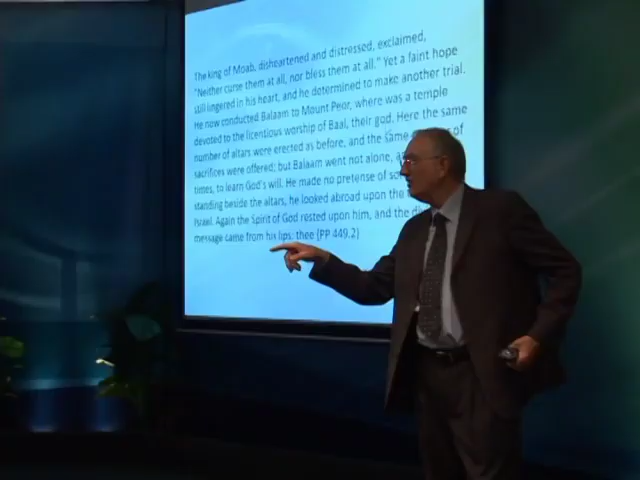 The king of Moab, disheartened and distressed, exclaimed,
"Neither curse them at all, nor bless them at all." Yet a faint hope
still lingered in his heart, and he determined to make another trial.
He now conducted Balaam to Mount Peor, where was a temple
devoted to the licentious worship of Baal, their god. Here the same
number of altars were erected as before, and the same of
sacrifices were offered; but Balaam went not alone,
times, to learn God's will. He made no pretense of
standing beside the altars, he looked abroad upon the
Israel. Again the Spirit of God rested upon him, and the
message came from his lips: thee {PP 449.2}